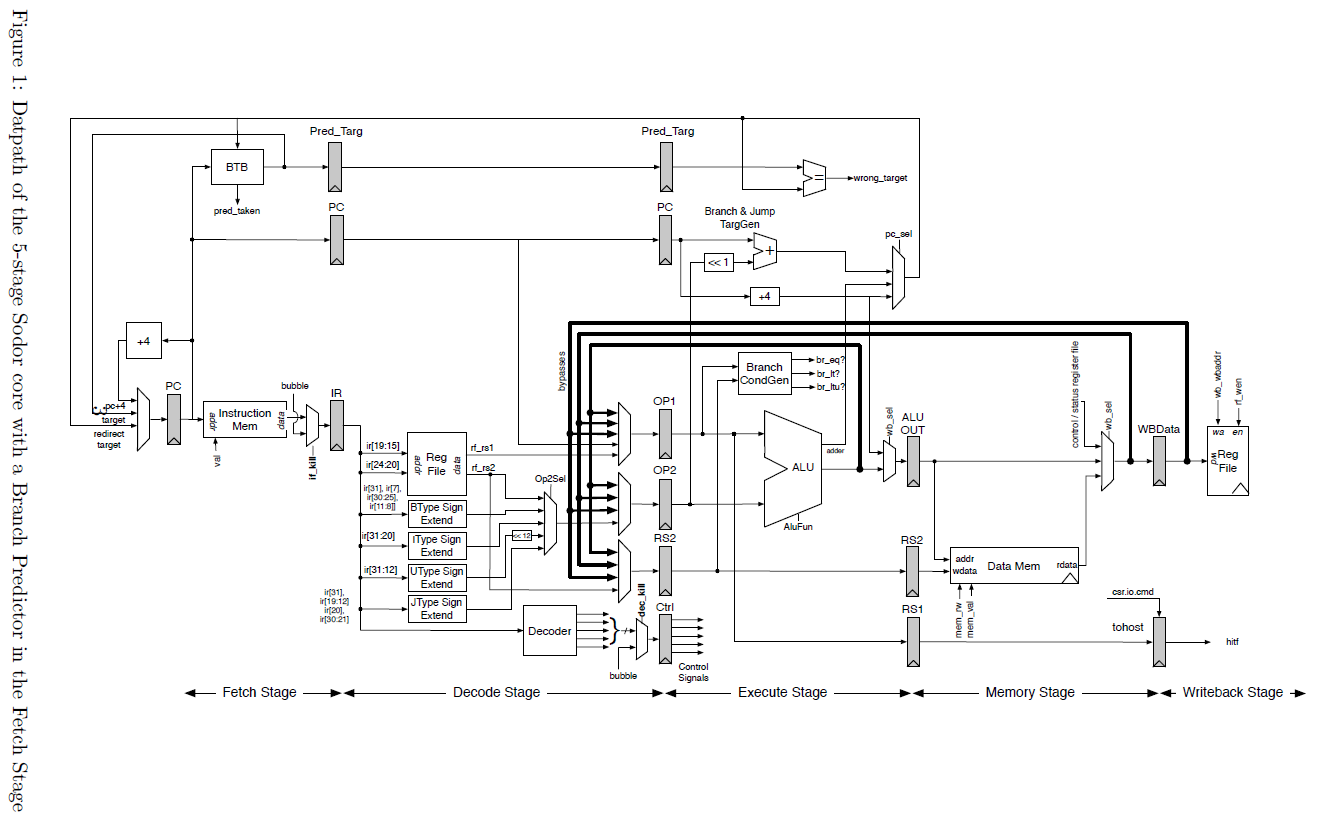 Figure 1: Datpath of the 5-stage Sodor core with a Branch Predictor in the Fetch Stage
Pred_Targ
Pred_Targ
BTB
=
wrong_target
pred_taken
PC
PC
Branch & Jump
TargGen
+
pc_sel
<< 1
+4
+4
bypasses
Branch
CondGen
br_eq?
br_lt?
br_ltu?
control / status register file
wb_wbaddr
rf_wen
PC
bubble
IR
pc+4
target
redirect
target
addr
Instruction
Mem
data
val
if_kill
OP1
wb_sel
ALU
OUT
wb_sel
WBData
ws
en
wd
Reg
File
ir[19:15]
ir[24:20]
addr
Reg
File
data
rf_rs1
rf_rs2
adder
ALU
AluFun
ir[31], ir[7],
ir[30:25],
ir[11:8]]
BType Sign
Extend
Op2Sel
OP2
ir[31:20]
IType Sign
Extend
<< 12
RS2
RS2
addr
wdata
Data Mem
rdata
ir[31:12]
UType Sign
Extend
ir[31],
ir[19:12]
ir[20],
ir[30:21]
JType Sign
Extend
dec_kill
Ctrl
RS1
mem_rw
mem_val
csr.io.cmd
tohost
hitf
Decoder
bubble
Control
Signals
Fetch Stage
Decode Stage
Execute Stage
Memory Stage
Writeback Stage